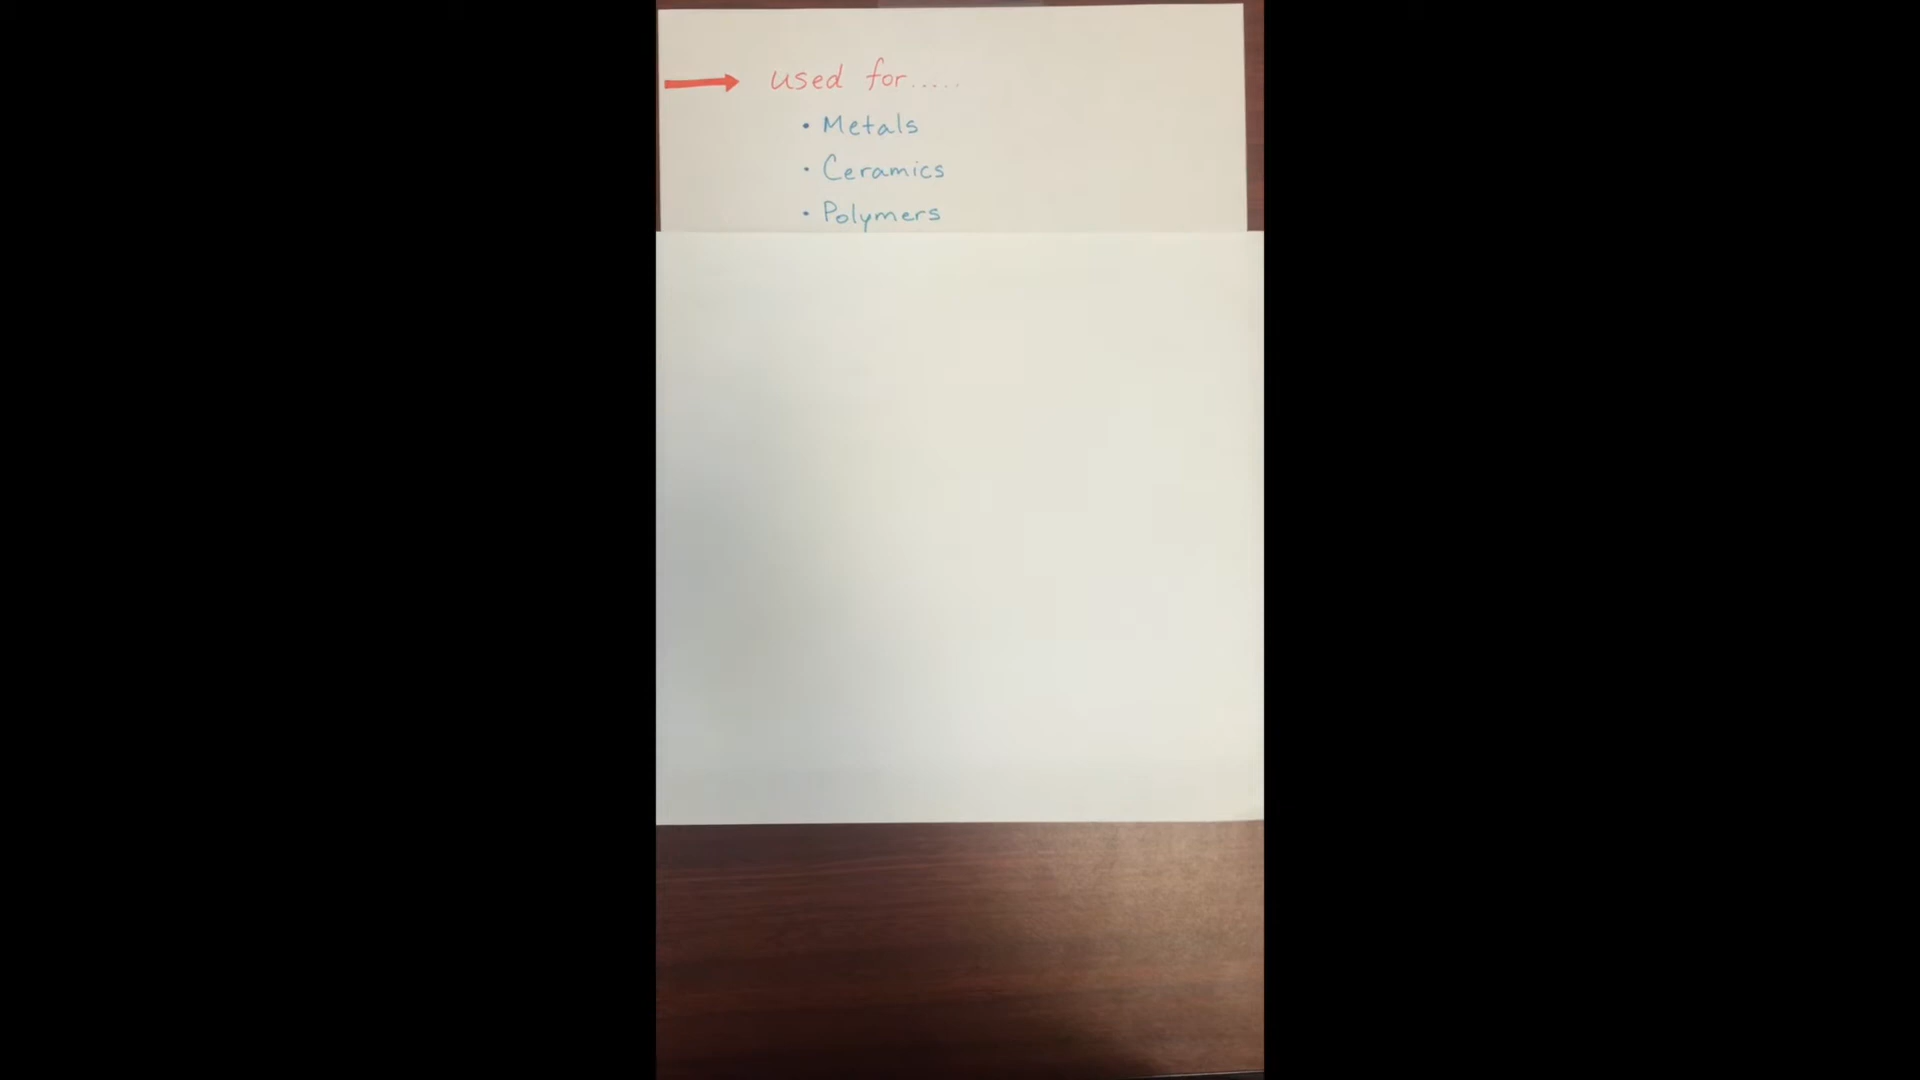 used for.....
• Metals
• Ceramics
• Polymers